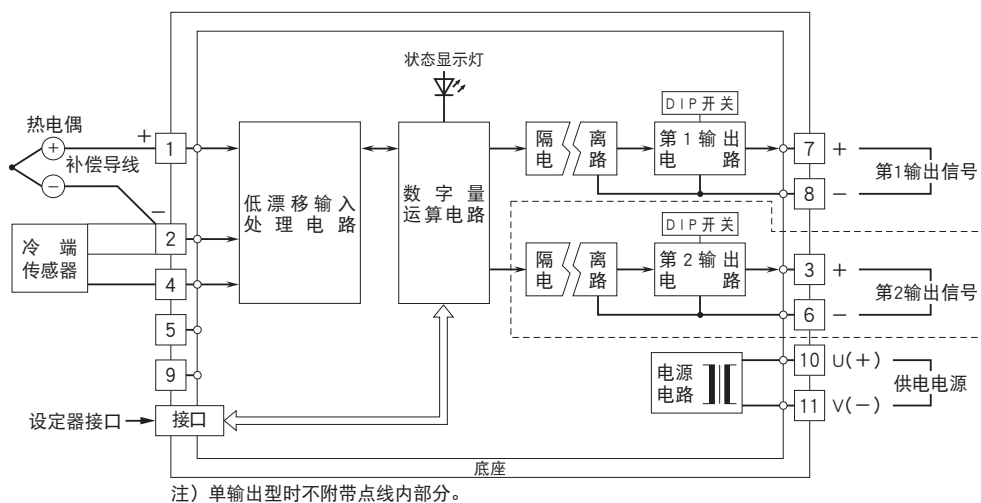 状态显示灯
热电偶
+
补偿导线
−
+
−
1
2
4
5
9
冷端
传感器
设定器接口
接口
低漂移输入
处理电路
数字量
运算电路
隔离
电路
DIP开关
第1输出
电路
7 +
8 −
第1输出信号
隔离
电路
DIP开关
第2输出
电路
3 +
6 −
第2输出信号
电源
电路
10 U(+)
11 V(−)
供电电源
底座
注）单输出型时不附带点线内部分。